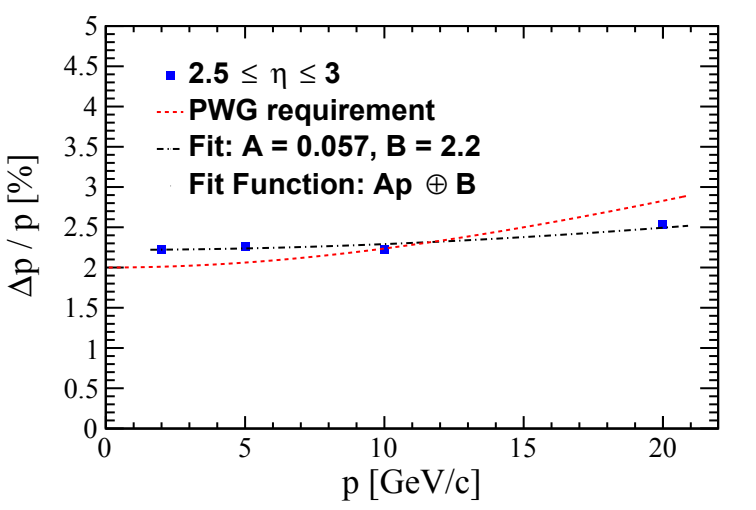 5
4.5
4
3.5
3
2.5
2
1.5
1
0.5
0
Δp / p [%]
2.5 ≤ η ≤ 3
PWG requirement
Fit: A = 0.057, B = 2.2
Fit Function: Ap ⊕ B
0 5 10 15 20
p [GeV/c]